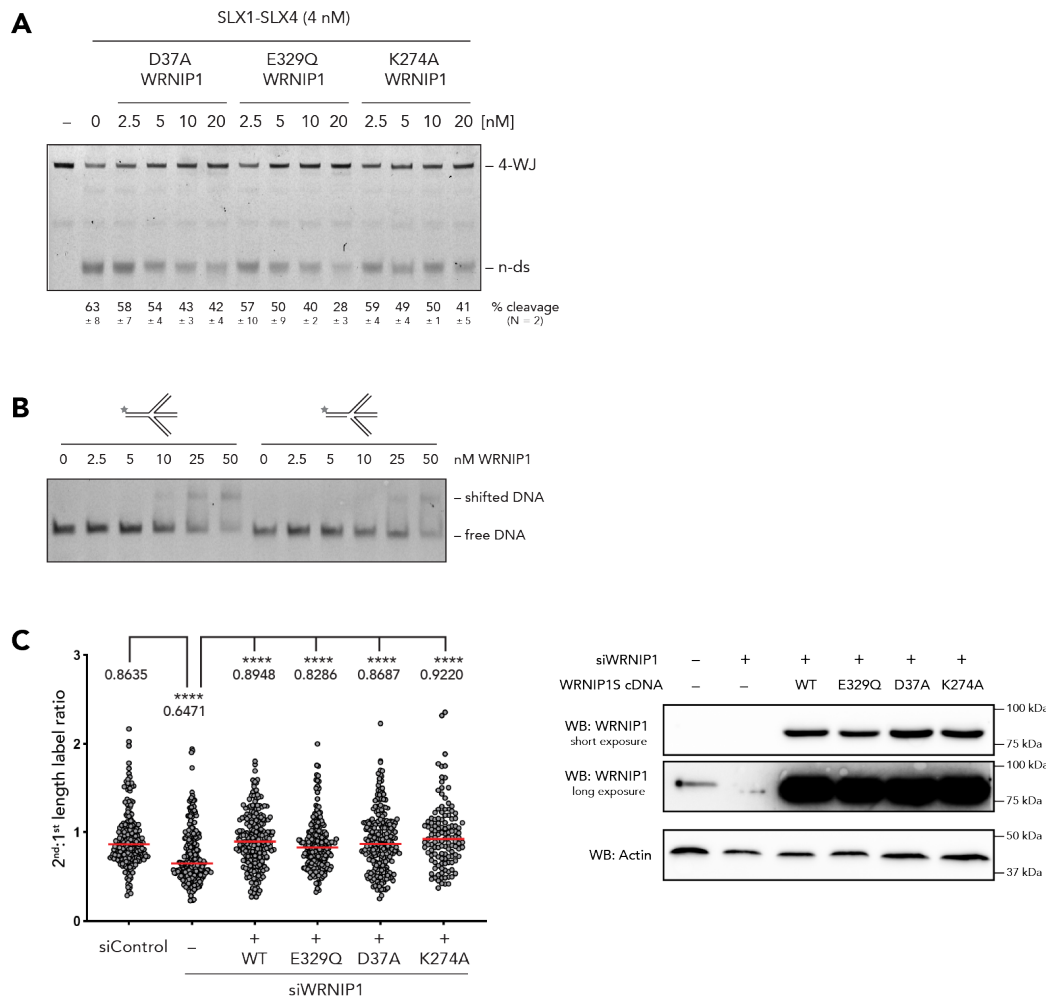 A
SLX1-SLX4 (4 nM)
D37A WRNIP1
E329Q WRNIP1
K274A WRNIP1
– 0 2.5 5 10 20 2.5 5 10 20 2.5 5 10 20 [nM]
– 4-WJ
– n-ds
63 58 54 43 42 57 50 40 28 59 49 50 41 % cleavage
± 8 ± 7 ± 4 ± 3 ± 4 ± 10 ± 9 ± 2 ± 3 ± 4 ± 4 ± 1 ± 5 (N = 2)
B
0 2.5 5 10 25 50 0 2.5 5 10 25 50 nM WRNIP1
– shifted DNA
– free DNA
C
2nd:1st length label ratio
3
2
1
0
0.8635
****
0.6471
**** **** **** ****
0.8948 0.8286 0.8687 0.9220
siControl – + + + +
WT E329Q D37A K274A
siWRNIP1
siWRNIP1 – + + + + +
WRNIP1S cDNA – – WT E329Q D37A K274A
WB: WRNIP1
short exposure
100 kDa
75 kDa
WB: WRNIP1
long exposure
100 kDa
75 kDa
WB: Actin
50 kDa
37 kDa